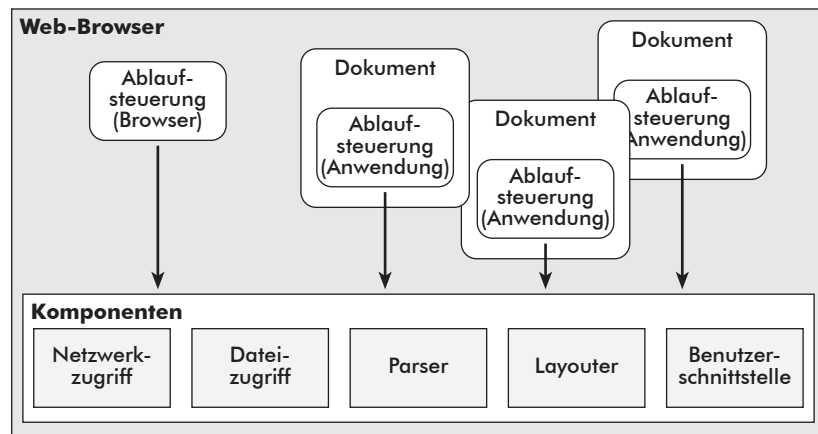 Web-Browser
Ablauf-
steuerung
(Browser)
Dokument
Ablauf-
steuerung
(Anwendung)
Dokument
Ablauf-
steuerung
(Anwendung)
Dokument
Ablauf-
steuerung
Anwendung)
Komponenten
Netzwerk-
zugriff
Datei-
zugriff
Parser
Layouter
Benutzer-
schnittstelle